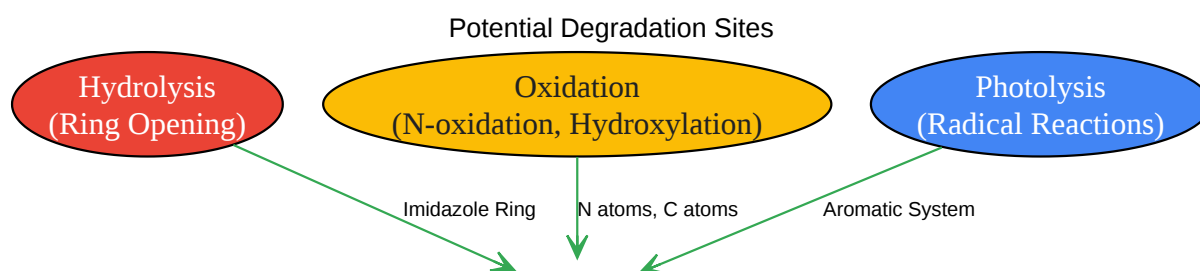 Potential Degradation Sites
Hydrolysis
(Ring Opening)
Oxidation
(N-oxidation, Hydroxylation)
Photolysis
(Radical Reactions)
Imidazole Ring
N atoms, C atoms
Aromatic System